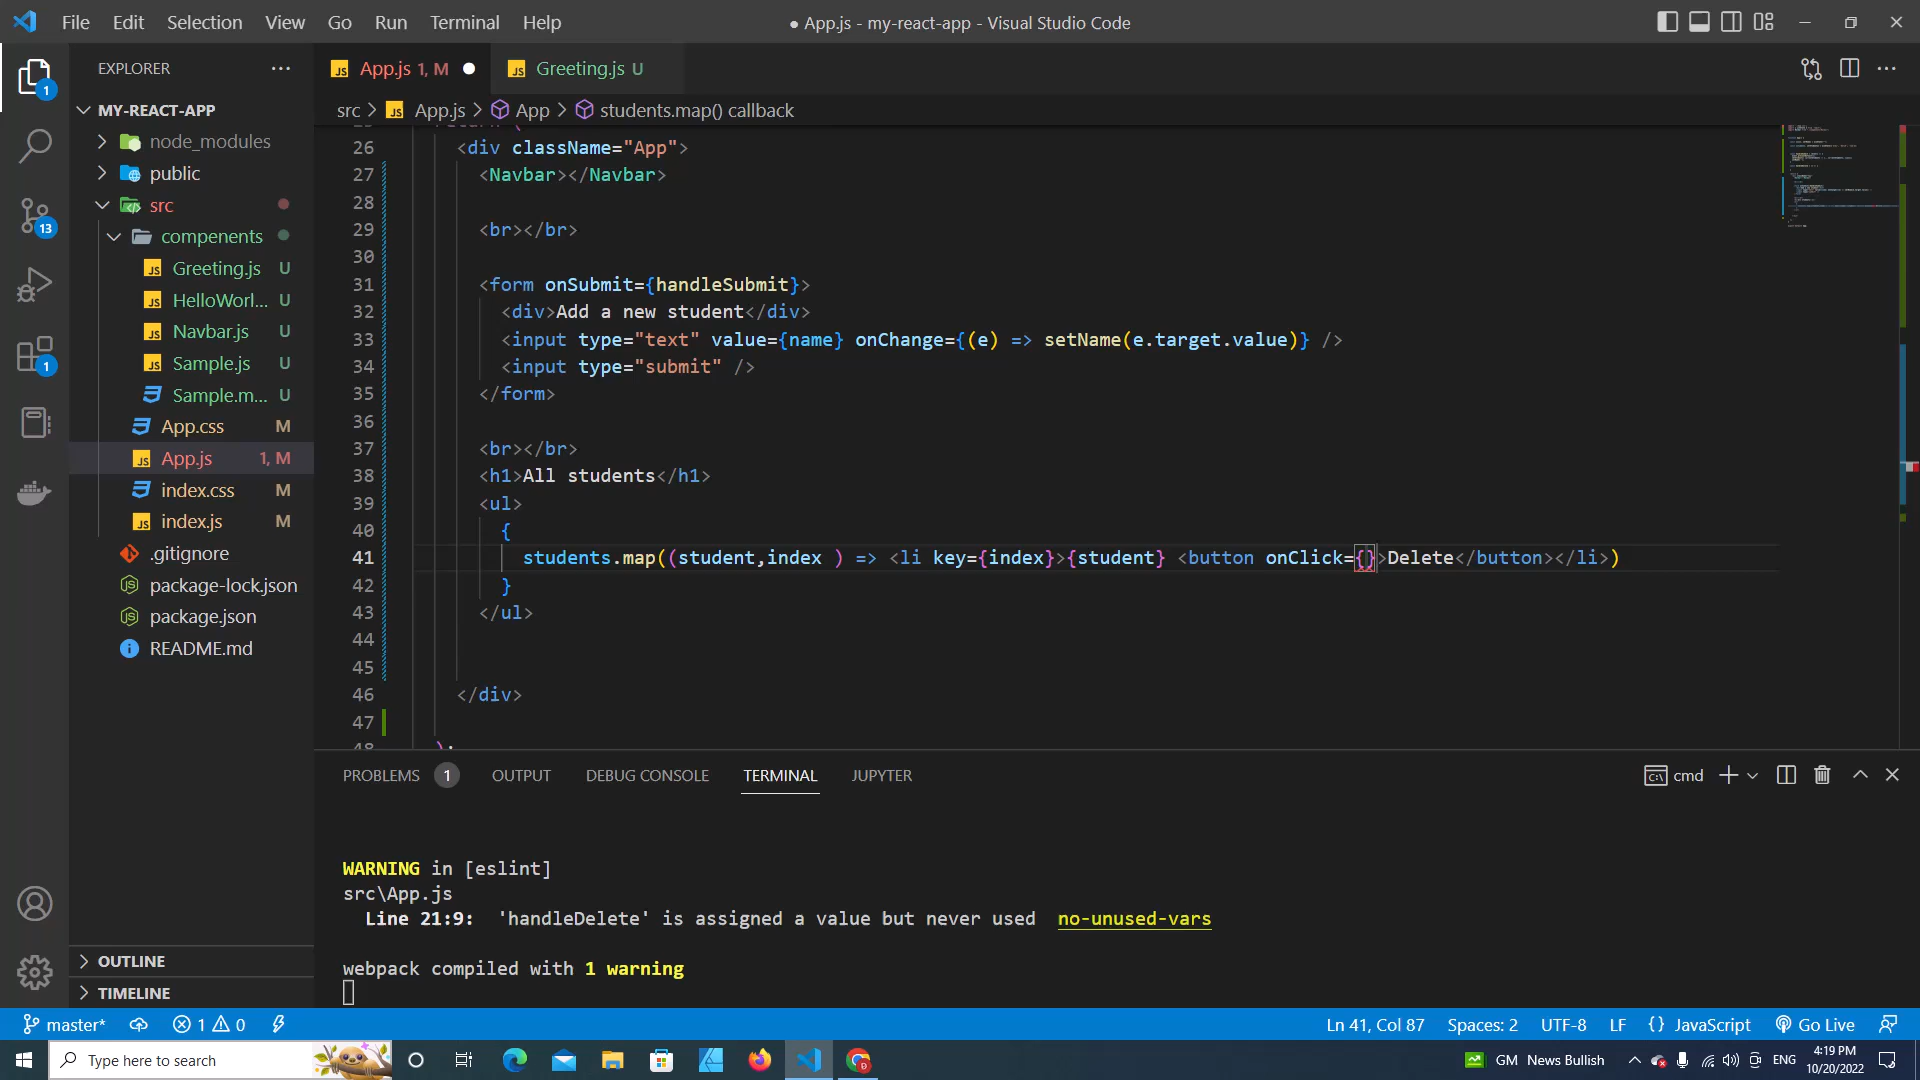 File Edit Selection View Go Run Terminal Help
● App.js - my-react-app - Visual Studio Code
EXPLORER
MY-REACT-APP
node_modules
public
src
compenents
Greeting.js U
HelloWorl... U
Navbar.js U
Sample.js U
Sample.m... U
App.css M
App.js 1, M
index.css M
index.js M
.gitignore
package-lock.json
package.json
README.md
OUTLINE
TIMELINE
1
13
1
JS App.js 1, M ●
JS Greeting.js U
src > JS App.js > App > students.map() callback
26 <div className="App">
27 <Navbar></Navbar>
28
29 <br></br>
30
31 <form onSubmit={handleSubmit}>
32 <div>Add a new student</div>
33 <input type="text" value={name} onChange={(e) => setName(e.target.value)} />
34 <input type="submit" />
35 </form>
36
37 <br></br>
38 <h1>All students</h1>
39 <ul>
40 {
41 students.map((student,index ) => <li key={index}>{student} <button onClick={}>Delete</button></li>)
42 }
43 </ul>
44
45
46 </div>
47
48 );
PROBLEMS 1 OUTPUT DEBUG CONSOLE TERMINAL JUPYTER
cmd
WARNING in [eslint]
src\App.js
Line 21:9: 'handleDelete' is assigned a value but never used no-unused-vars
webpack compiled with 1 warning
master* 1 0
Ln 41, Col 87 Spaces: 2 UTF-8 LF {} JavaScript Go Live
Type here to search
GM News Bullish
ENG
4:19 PM
10/20/2022